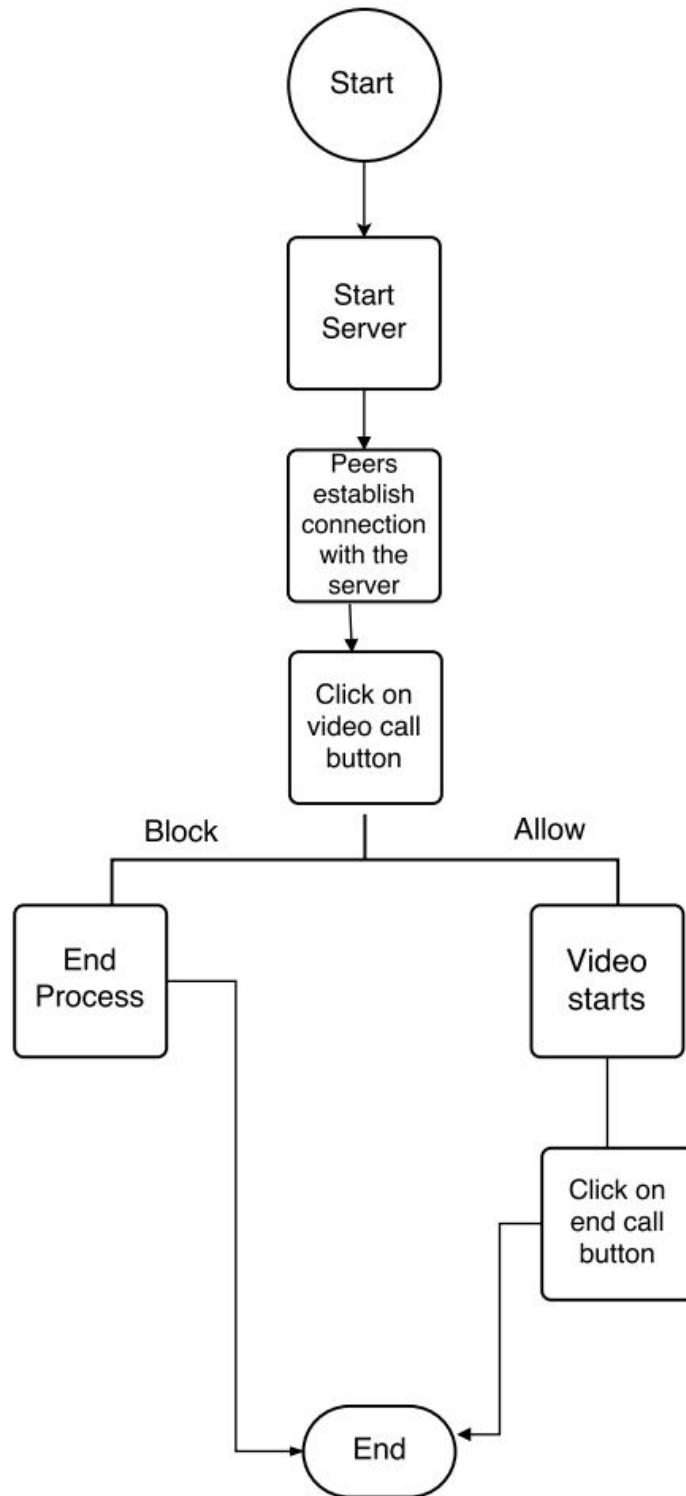 Start
Start
Server
Peers
establish
connection
with the
server
Click on
video call
button
Block
Allow
End
Process
Video
starts
Click on
end call
button
End